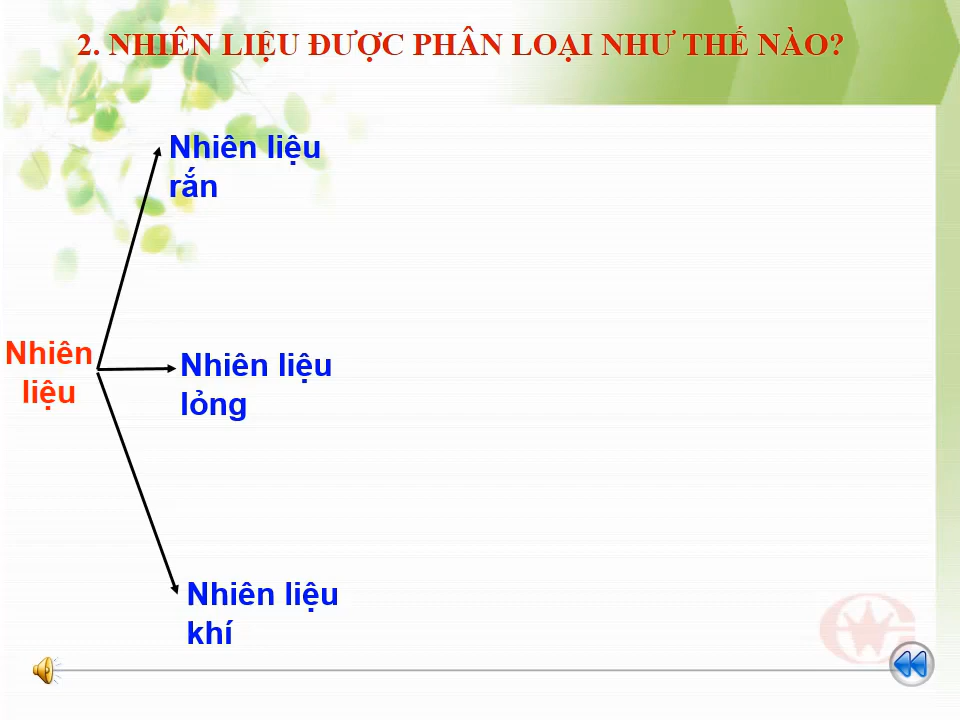 2. NHIÊN LIỆU ĐƯỢC PHÂN LOẠI NHƯ THẾ NÀO?
Nhiên liệu
rắn
Nhiên
liệu
Nhiên liệu
lỏng
Nhiên liệu
khí